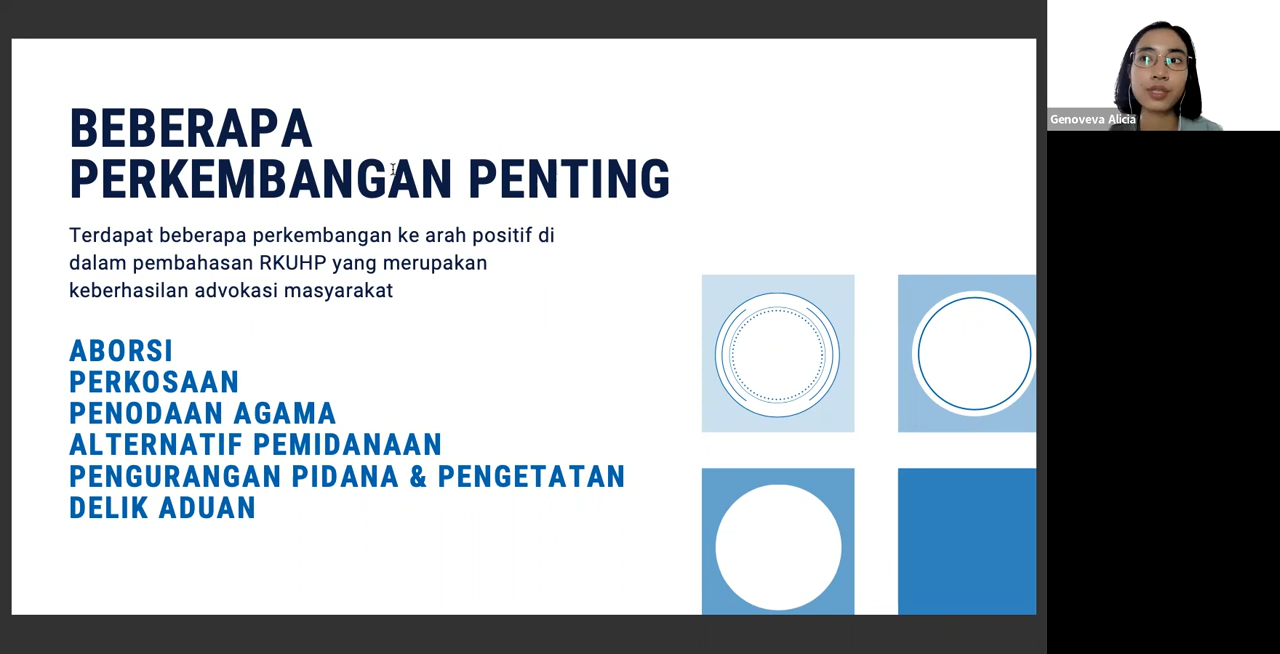 BEBERAPA
PERKEMBANGAN PENTING
Terdapat beberapa perkembangan ke arah positif di
dalam pembahasan RKUHP yang merupakan
keberhasilan advokasi masyarakat
ABORSI
PERKOSAAN
PENODAAN AGAMA
ALTERNATIF PEMIDANAAN
PENGURANGAN PIDANA & PENGETATAN
DELIK ADUAN
Genoveva Alicia